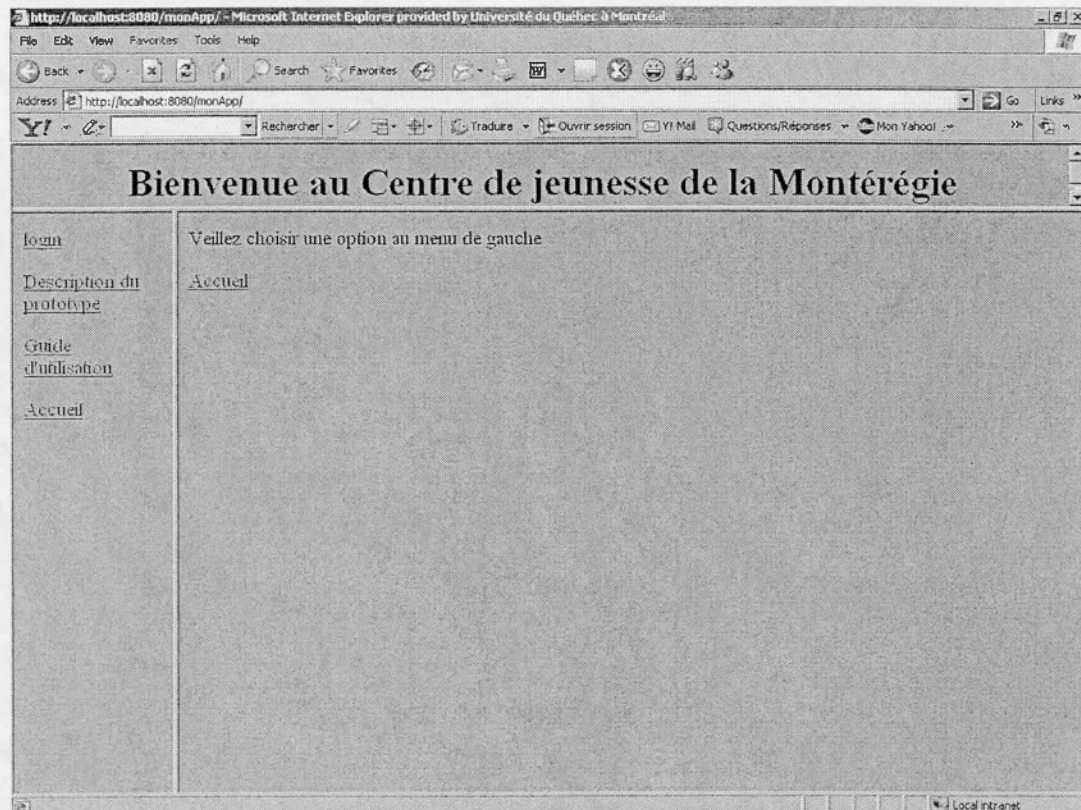 http://localhost:8080/monApp/ - Microsoft Internet Explorer provided by Université du Québec à Montréal
File Edit View Favorites Tools Help
Back Search Favorites
Address http://localhost:8080/monApp/ Go Links »
Y! Rechercher Traduire Ouvrir session Y! Mail Questions/Réponses Mon Yahoo! »
Bienvenue au Centre de jeunesse de la Montérégie
login
Description du
prototype
Guide
d'utilisation
Accueil
Veillez choisir une option au menu de gauche
Accueil
Local intranet